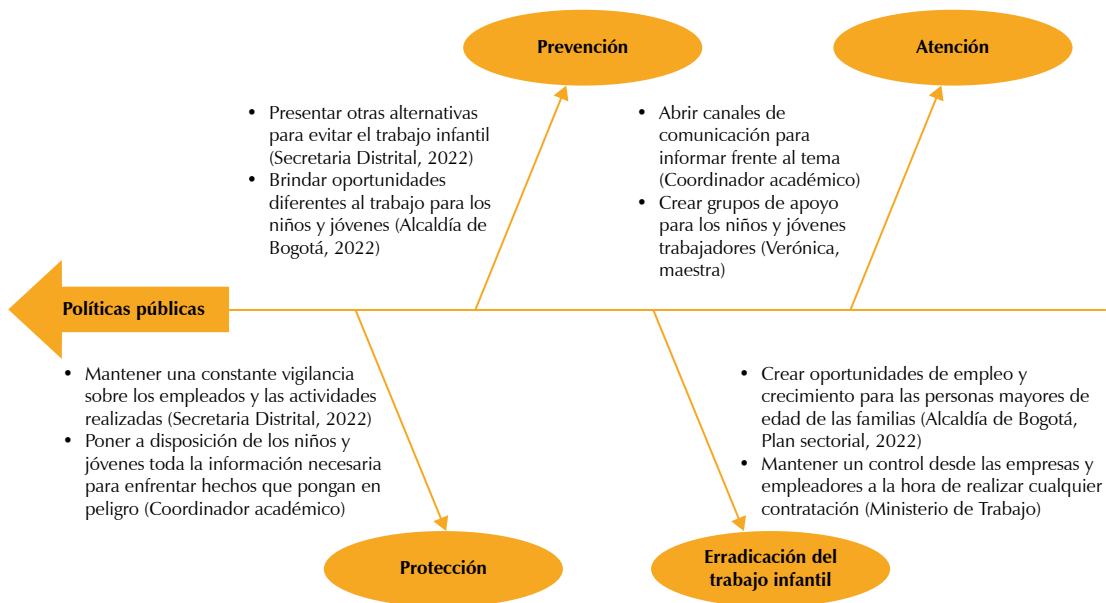 Prevención
Atención
• Presentar otras alternativas
para evitar el trabajo infantil
(Secretaria Distrital, 2022)
• Brindar oportunidades
diferentes al trabajo para los
niños y jóvenes (Alcaldía de
Bogotá, 2022)
• Abrir canales de
comunicación para
informar frente al tema
(Coordinador académico)
• Crear grupos de apoyo
para los niños y jóvenes
trabajadores (Verónica,
maestra)
Políticas públicas
• Mantener una constante vigilancia
sobre los empleados y las actividades
realizadas (Secretaria Distrital, 2022)
• Poner a disposición de los niños y
jóvenes toda la información necesaria
para enfrentar hechos que pongan en
peligro (Coordinador académico)
• Crear oportunidades de empleo y
crecimiento para las personas mayores de
edad de las familias (Alcaldía de Bogotá,
Plan sectorial, 2022)
• Mantener un control desde las empresas y
empleadores a la hora de realizar cualquier
contratación (Ministerio de Trabajo)
Protección
Erradicación del
trabajo infantil